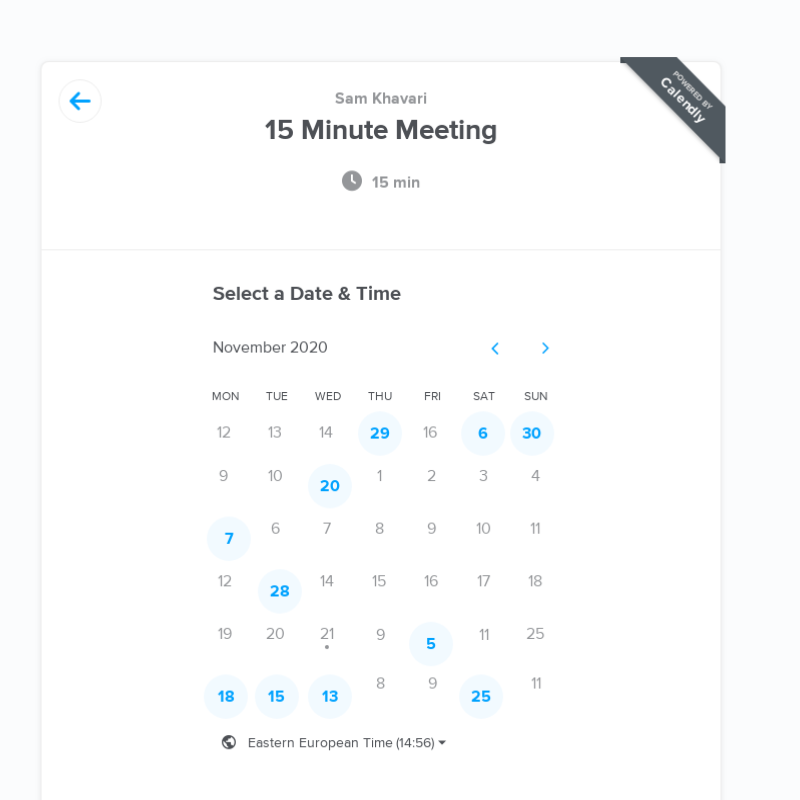 POWERED BY
Calendly
Sam Khavari
15 Minute Meeting
15 min
Select a Date & Time
November 2020
MON TUE WED THU FRI SAT SUN
12 13 14 29 16 6 30
9 10 20 1 2 3 4
7 6 7 8 9 10 11
12 28 14 15 16 17 18
19 20 21 9 5 11 25
18 15 13 8 9 25 11
Eastern European Time (14:56)